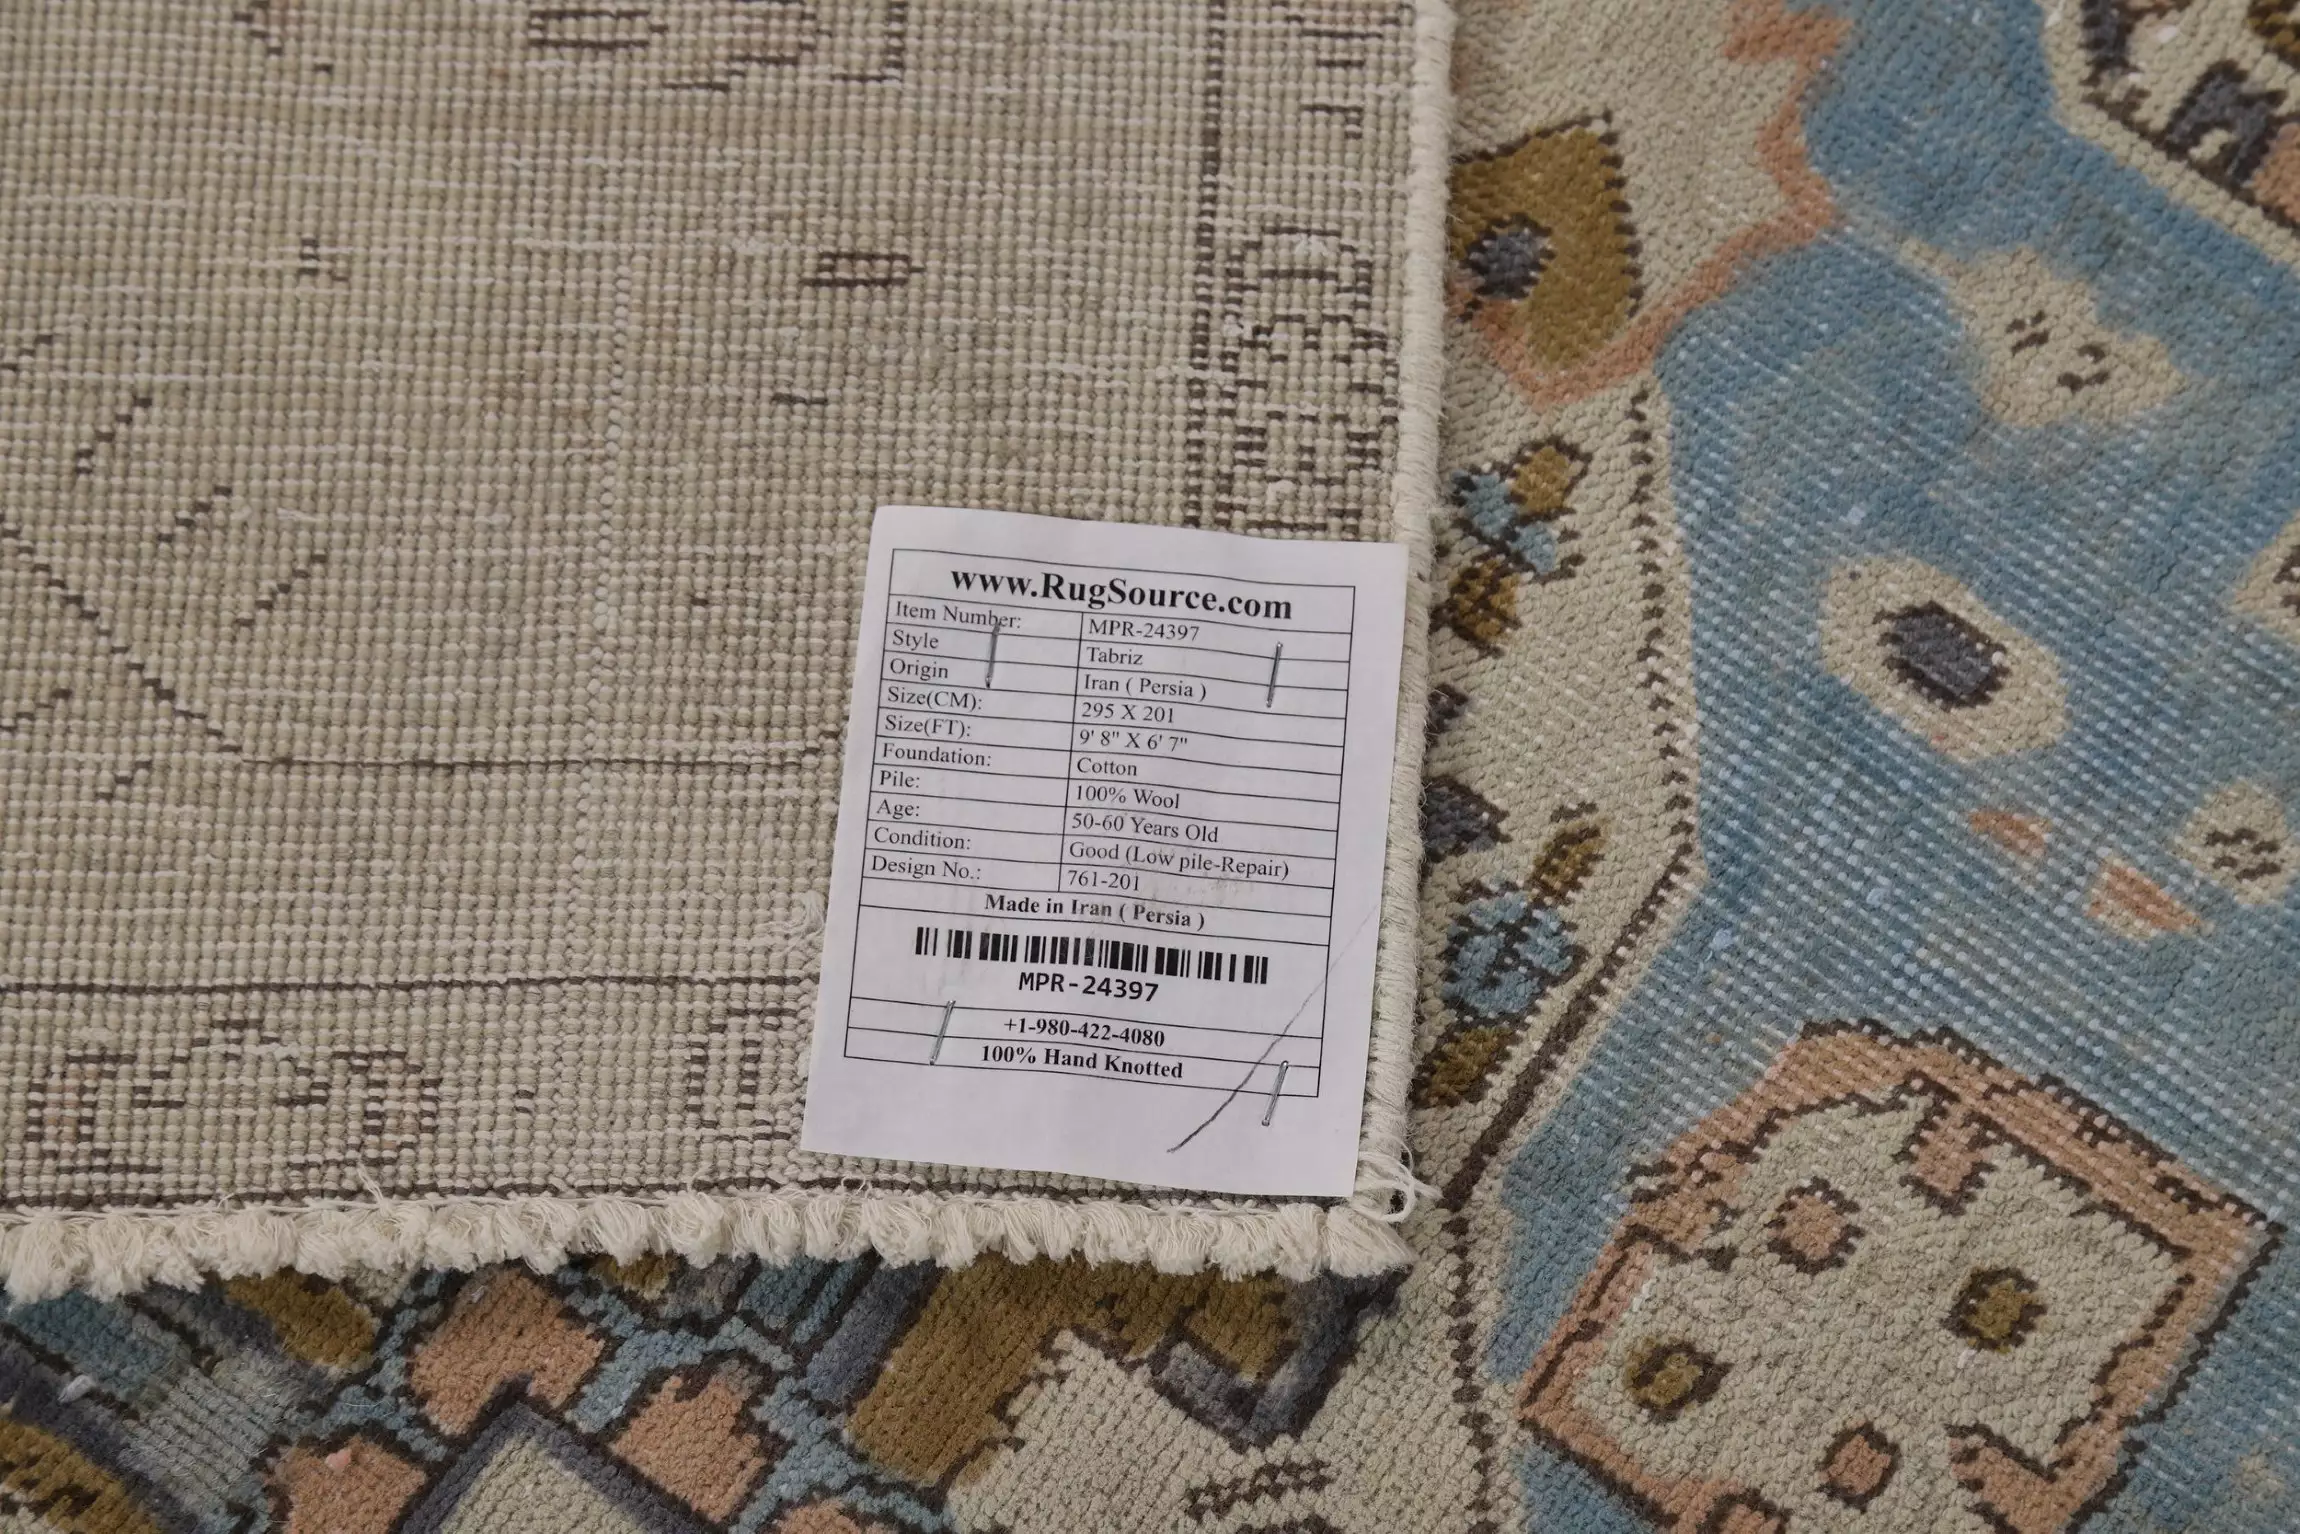 www.RugSource.com
Item Number: MPR-24397
Style Tabriz
Origin Iran ( Persia )
Size(CM): 295 X 201
Size(FT): 9' 8" X 6' 7"
Foundation: Cotton
Pile: 100% Wool
Age: 50-60 Years Old
Condition: Good (Low pile-Repair)
Design No.: 761-201
Made in Iran ( Persia )
MPR-24397
+1-980-422-4080
100% Hand Knotted